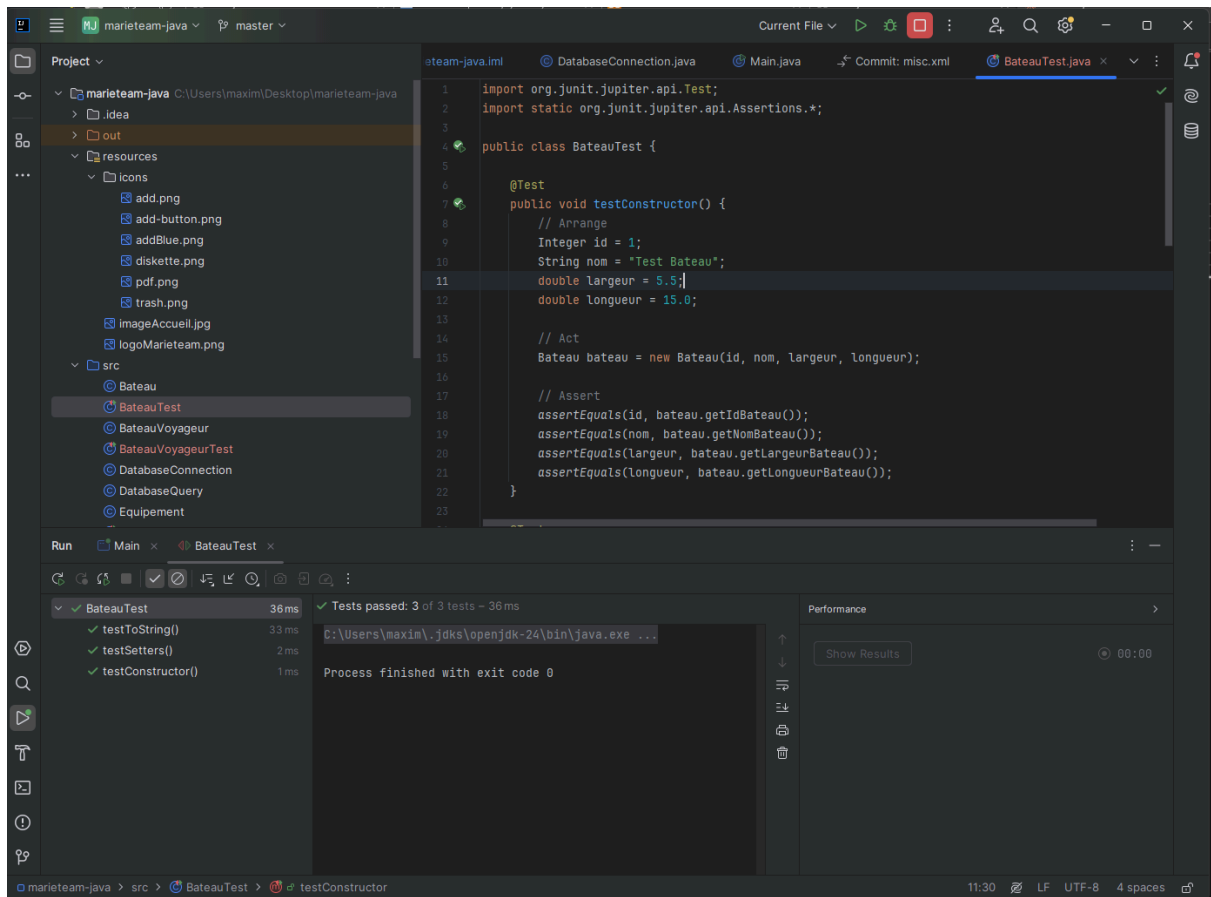 MJ marieteam-java master Current File
Project
eteam-java.iml DatabaseConnection.java Main.java Commit: misc.xml BateauTest.java
marieteam-java C:\Users\maxim\Desktop\marieteam-java
.idea
out
resources
icons
add.png
add-button.png
addBlue.png
diskette.png
pdf.png
trash.png
imageAccueil.jpg
logoMarieteam.png
src
Bateau
BateauTest
BateauVoyageur
BateauVoyageurTest
DatabaseConnection
DatabaseQuery
Equipement
1 import org.junit.jupiter.api.Test;
2 import static org.junit.jupiter.api.Assertions.*;
3
4 public class BateauTest {
5
6 @Test
7 public void testConstructor() {
8 // Arrange
9 Integer id = 1;
10 String nom = "Test Bateau";
11 double largeur = 5.5;
12 double longueur = 15.0;
13
14 // Act
15 Bateau bateau = new Bateau(id, nom, largeur, longueur);
16
17 // Assert
18 assertEquals(id, bateau.getIdBateau());
19 assertEquals(nom, bateau.getNomBateau());
20 assertEquals(largeur, bateau.getLargeurBateau());
21 assertEquals(longueur, bateau.getLongueurBateau());
22 }
23
Run Main BateauTest
BateauTest 36 ms
testToString() 33 ms
testSetters() 2 ms
testConstructor() 1 ms
Tests passed: 3 of 3 tests – 36 ms
C:\Users\maxim\.jdks\openjdk-24\bin\java.exe ...
Process finished with exit code 0
Performance
Show Results 00:00
marieteam-java > src > BateauTest > testConstructor 11:30 LF UTF-8 4 spaces